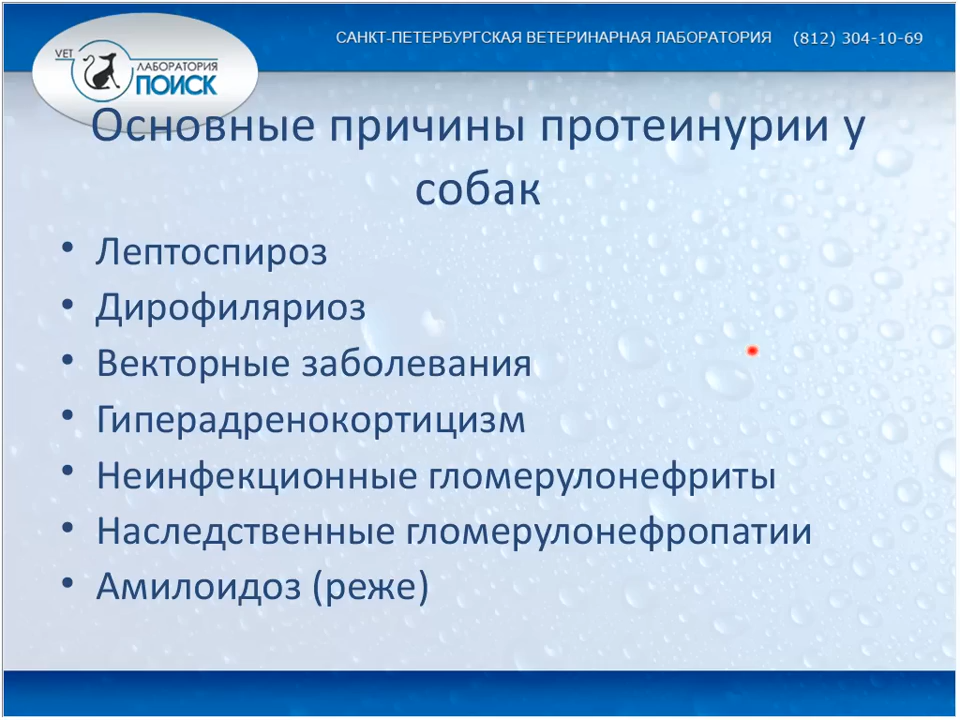 САНКТ-ПЕТЕРБУРГСКАЯ ВЕТЕРИНАРНАЯ ЛАБОРАТОРИЯ (812) 304-10-69
VET
ЛАБОРАТОРИЯ
ПОИСК
Основные причины протеинурии у
собак
• Лептоспироз
• Дирофиляриоз
• Векторные заболевания
• Гиперадренокортицизм
• Неинфекционные гломерулонефриты
• Наследственные гломерулонефропатии
• Амилоидоз (реже)